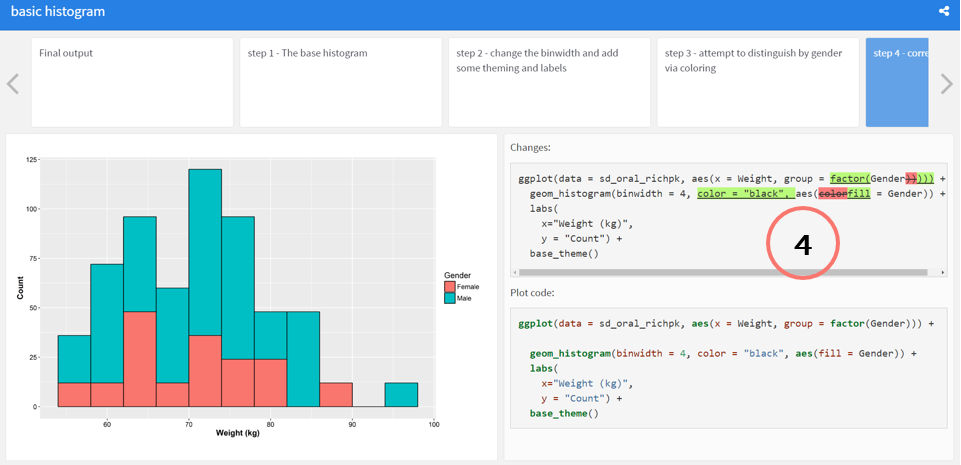 basic histogram
Final output
step 1 - The base histogram
step 2 - change the binwidth and add
some theming and labels
step 3 - attempt to distinguish by gender
via coloring
step 4 - corre
125
100
75
50
25
0
Count
60
70
80
90
100
Weight (kg)
Gender
Female
Male
Changes:
ggplot(data = sd_oral_richpk, aes(x = Weight, group = factor(Gender)))))  +
geom_histogram(binwidth = 4, color = "black", aes(colorfill = Gender)) +
labs(
x="Weight (kg)",
y = "Count") +
base_theme()
4
Plot code:
ggplot(data = sd_oral_richpk, aes(x = Weight, group = factor(Gender))) +
geom_histogram(binwidth = 4, color = "black", aes(fill = Gender)) +
labs(
x="Weight (kg)",
y = "Count") +
base_theme()